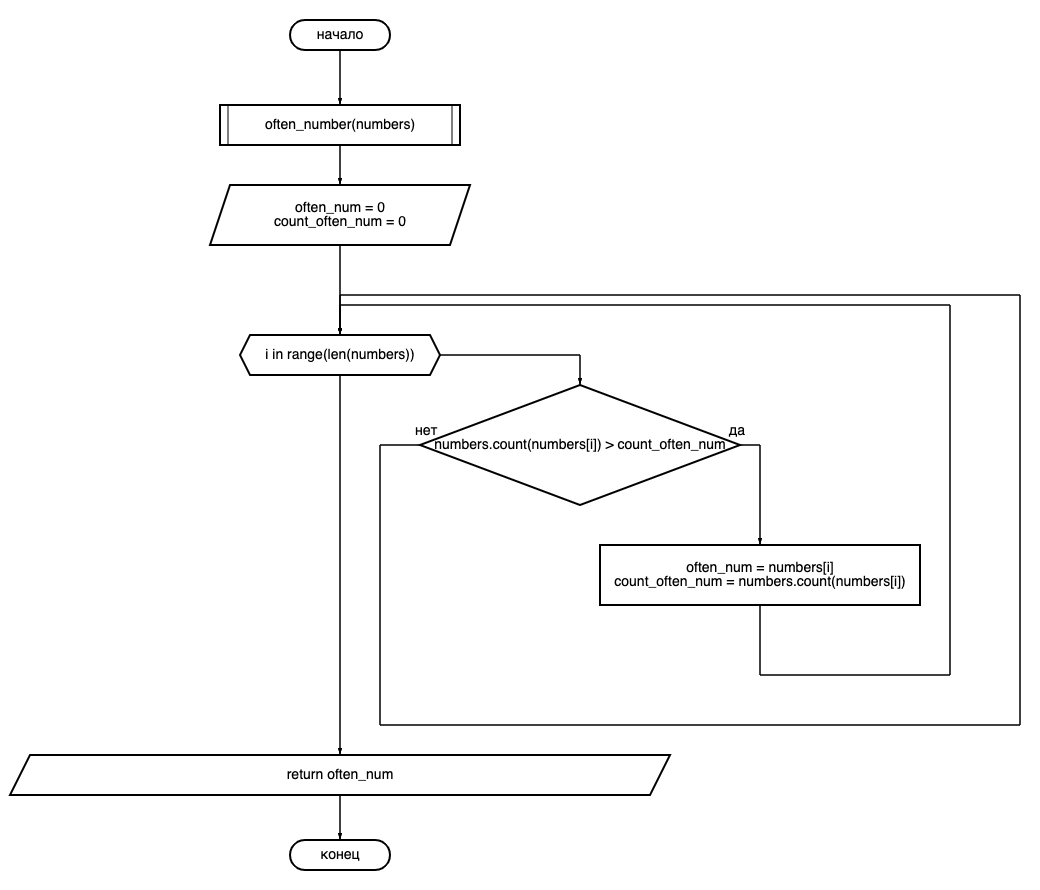 начало
often_number(numbers)
often_num = 0
count_often_num = 0
i in range(len(numbers))
нет
да
numbers.count(numbers[i]) > count_often_num
often_num = numbers[i]
count_often_num = numbers.count(numbers[i])
return often_num
конец